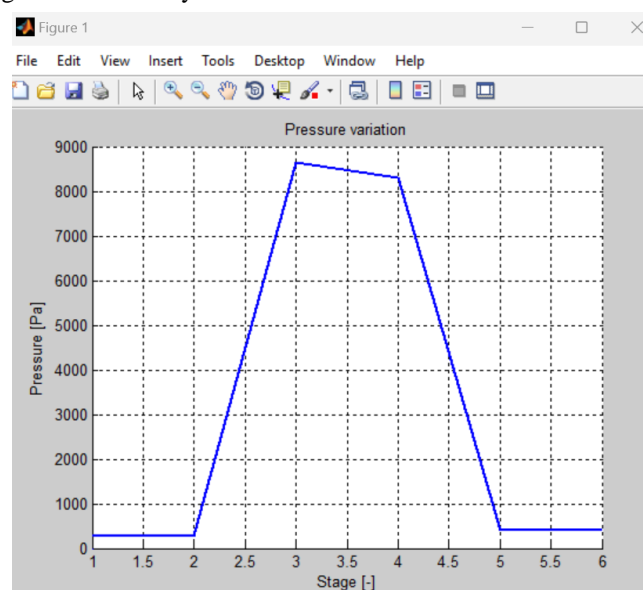 Figure 1
File Edit View Insert Tools Desktop Window Help
Pressure variation
Pressure [Pa]
9000
8000
7000
6000
5000
4000
3000
2000
1000
0
1 1.5 2 2.5 3 3.5 4 4.5 5 5.5 6
Stage [-]